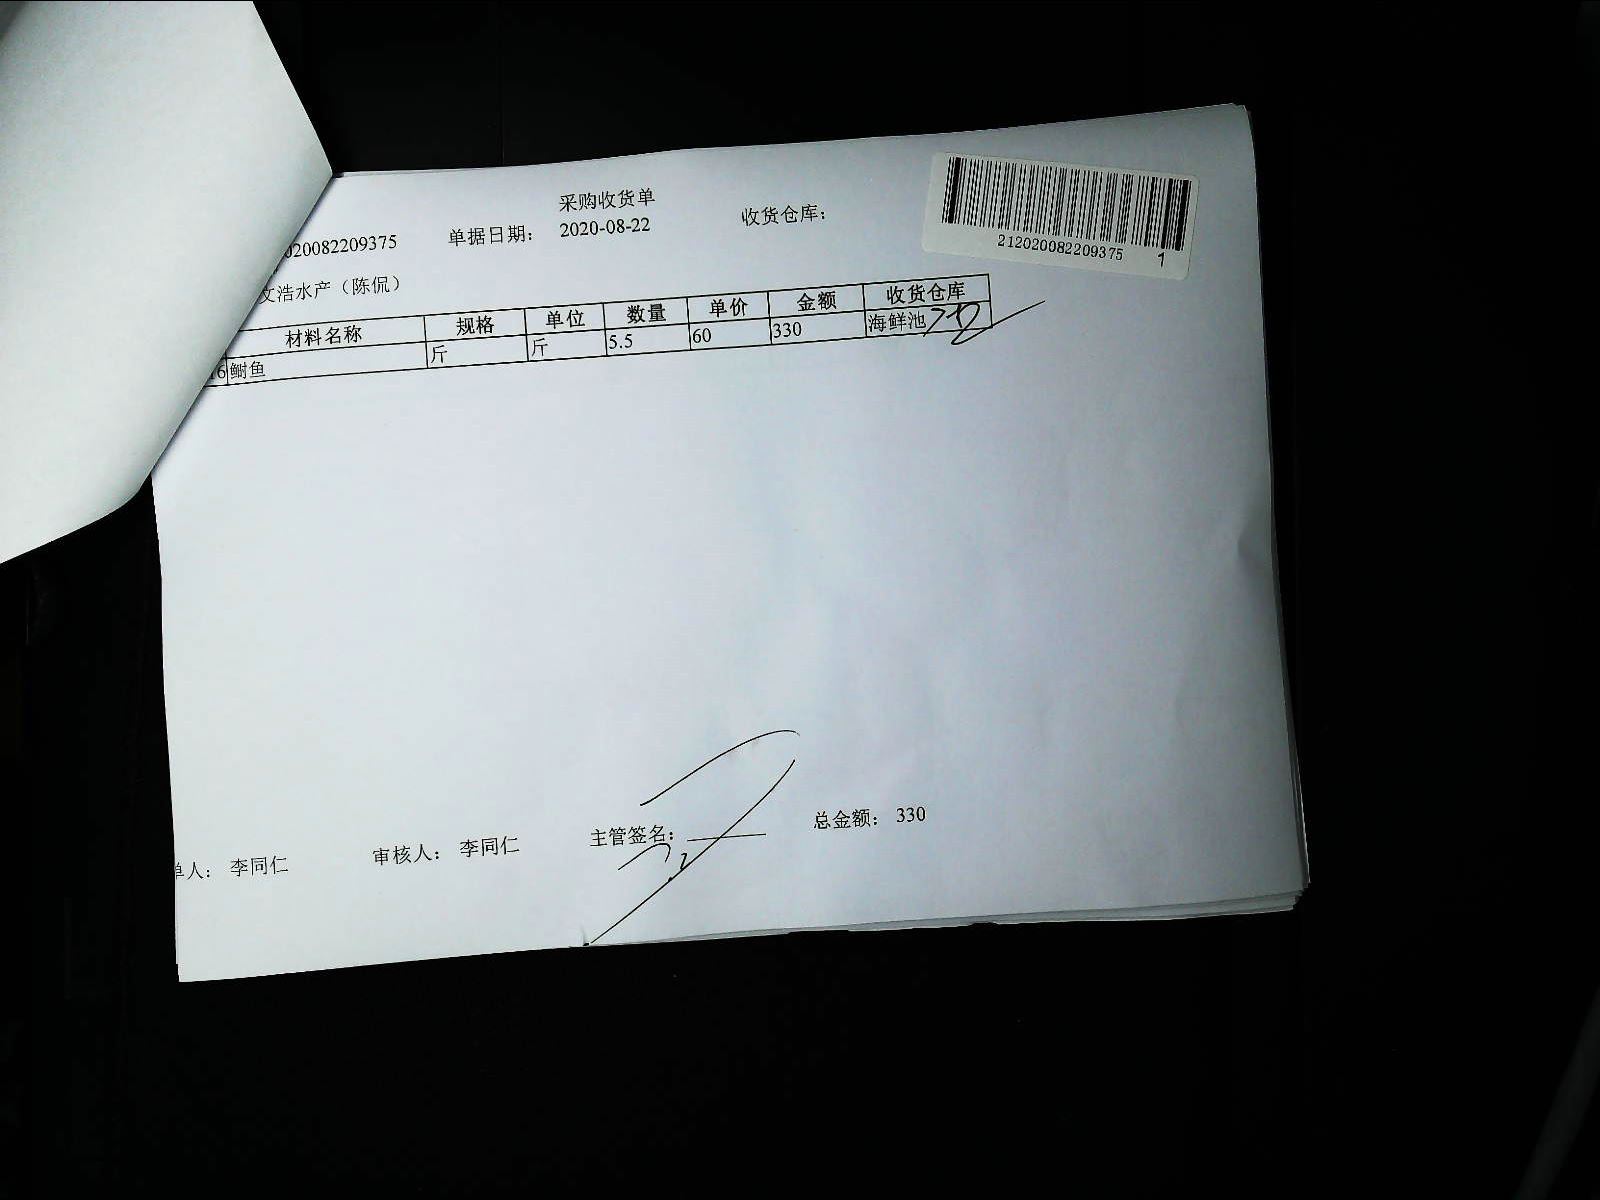 采购收货单
020082209375 单据日期: 2020-08-22 收货仓库:
212020082209375 1
文浩水产（陈侃）
材料名称 规格 单位 数量 单价 金额 收货仓库
16 鲥鱼 斤 斤 5.5 60 330 海鲜池
单人: 李同仁 审核人: 李同仁 主管签名: 总金额: 330